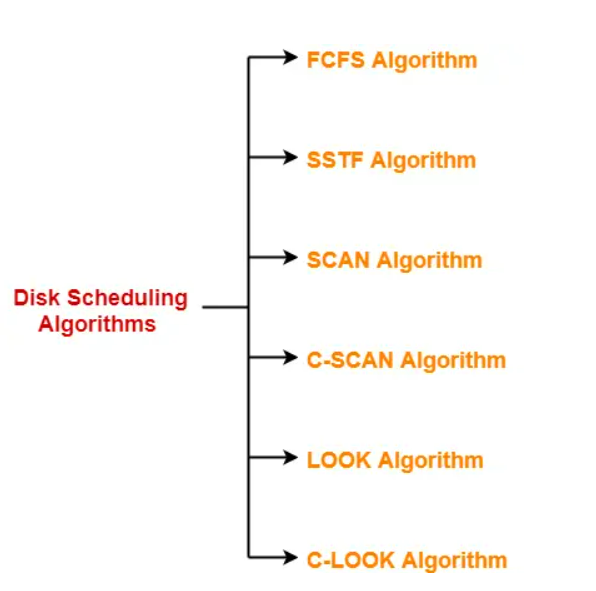 FCFS Algorithm
SSTF Algorithm
SCAN Algorithm
Disk Scheduling
Algorithms
C-SCAN Algorithm
LOOK Algorithm
C-LOOK Algorithm